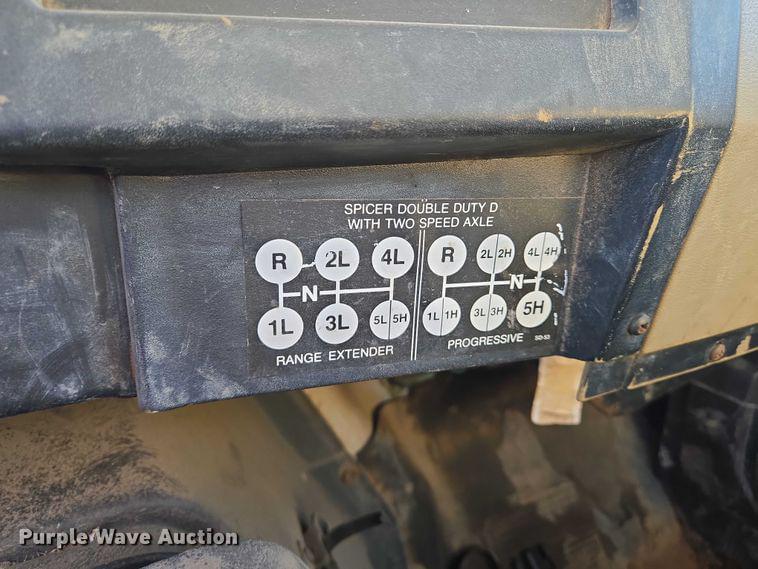 SPICER DOUBLE DUTY D
WITH TWO SPEED AXLE
R 2L 4L
N
1L 3L 5L 5H
RANGE EXTENDER
R 2L 2H 4L 4H
N
1L 1H 3L 3H 5H
PROGRESSIVE SD-53
Purple Wave Auction